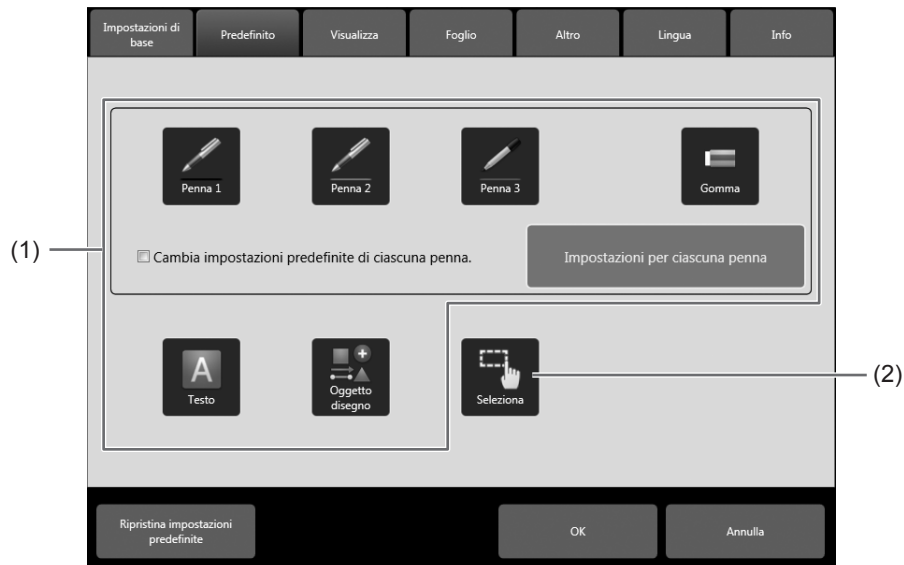 Impostazioni di
base
Predefinito
Visualizza
Foglio
Altro
Lingua
Info
Penna 1
Penna 2
Penna 3
Gomma
(1)
Cambia impostazioni predefinite di ciascuna penna.
Impostazioni per ciascuna penna
A
Testo
Oggetto
disegno
Seleziona
(2)
Ripristina impostazioni
predefinite
OK
Annulla